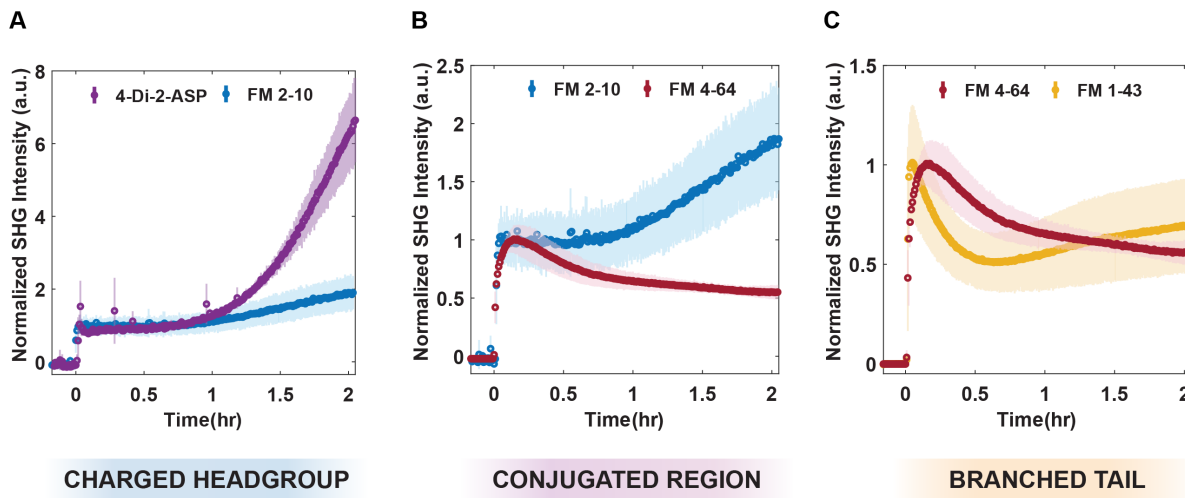 A
Normalized SHG Intensity (a.u.)
8
6
4
2
0
4-Di-2-ASP
FM 2-10
0
0.5
1
1.5
2
Time(hr)
CHARGED HEADGROUP
B
Normalized SHG Intensity (a.u.)
2.5
2
1.5
1
0.5
0
FM 2-10
FM 4-64
0
0.5
1
1.5
2
Time(hr)
CONJUGATED REGION
C
Normalized SHG Intensity (a.u.)
1.5
1
0.5
0
FM 4-64
FM 1-43
0
0.5
1
1.5
2
Time(hr)
BRANCHED TAIL